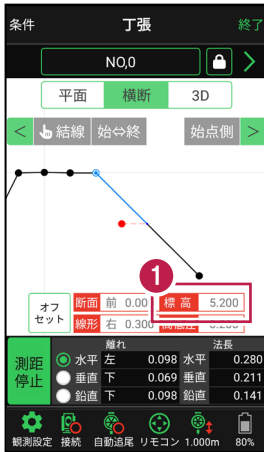 条件 丁張 終了
NO,0
平面 横断 3D
< 結線 始⇔終 始点側 >
1
オフセット 断面 前 0.00 標高 5.200
線形 右 0.300
離れ 法長
測距停止 水平 左 0.098 水平 0.280
垂直 下 0.069 垂直 0.211
鉛直 下 0.098 鉛直 0.141
観測設定 接続 自動追尾 リモコン 1.000m 80%